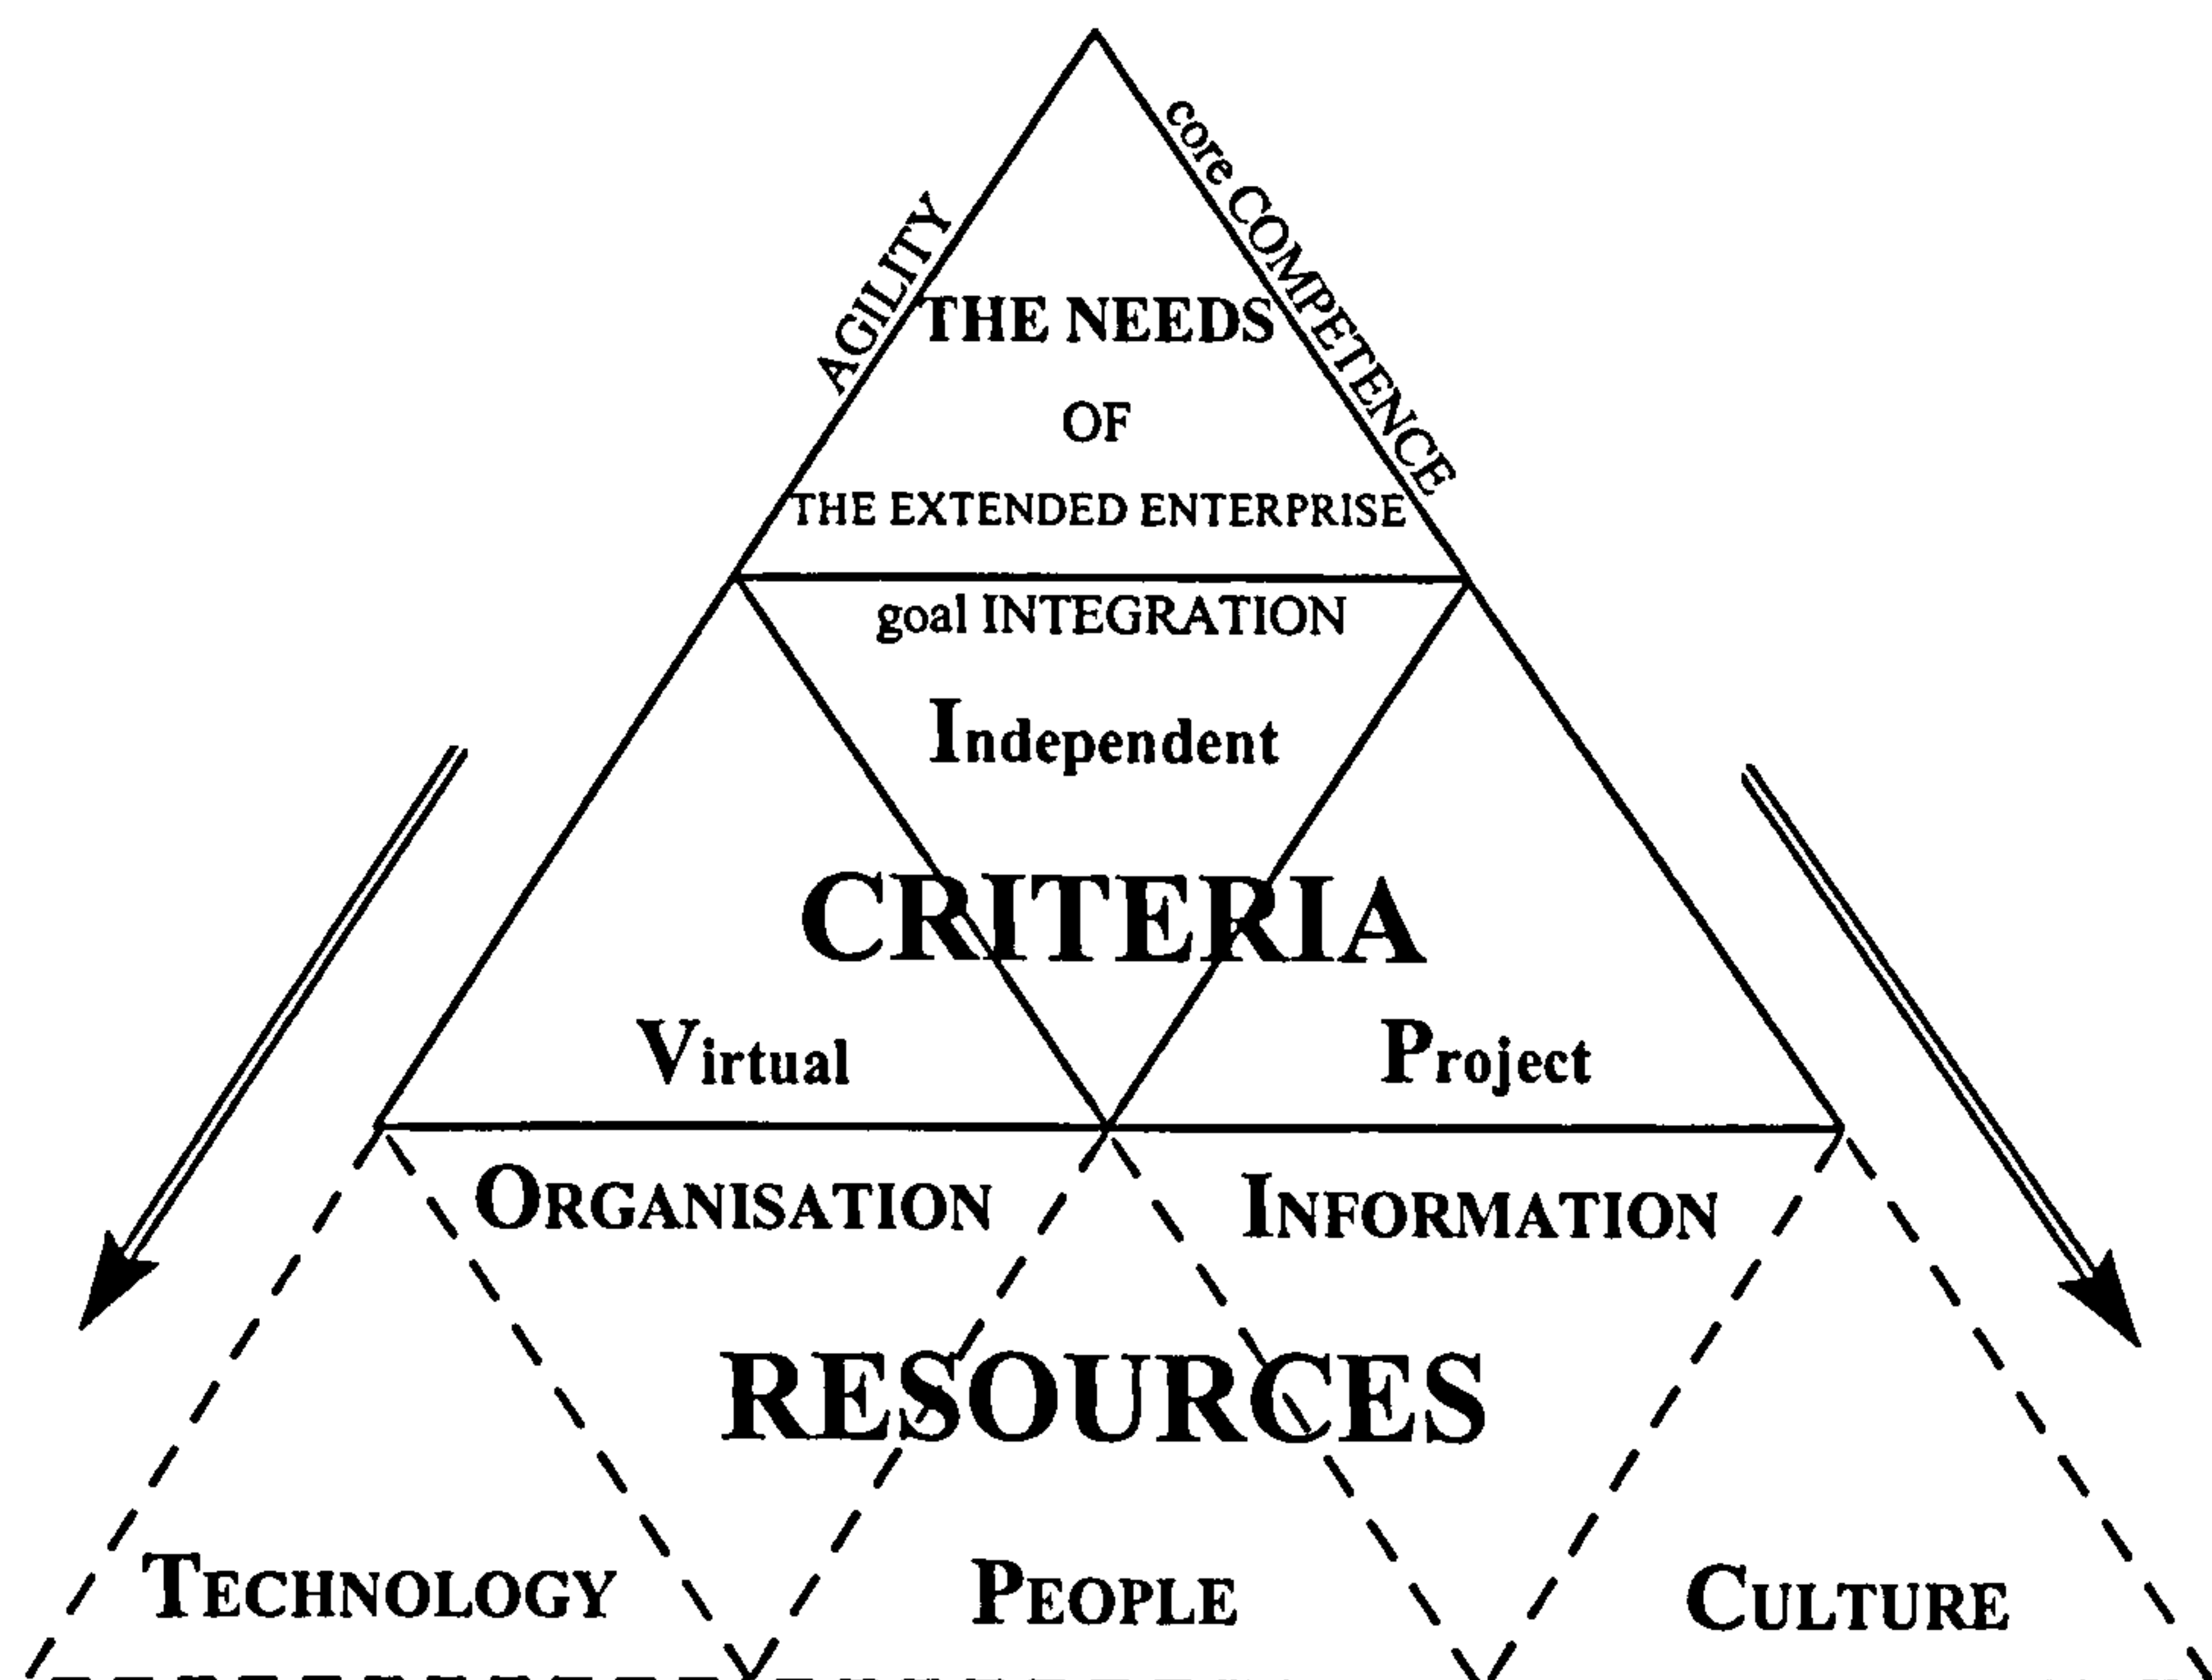 AGILITY
core COMPETENCE
THE NEEDS
OF
THE EXTENDED ENTERPRISE
goal INTEGRATION
Independent
CRITERIA
Virtual
Project
ORGANISATION
INFORMATION
RESOURCES
TECHNOLOGY
PEOPLE
CULTURE